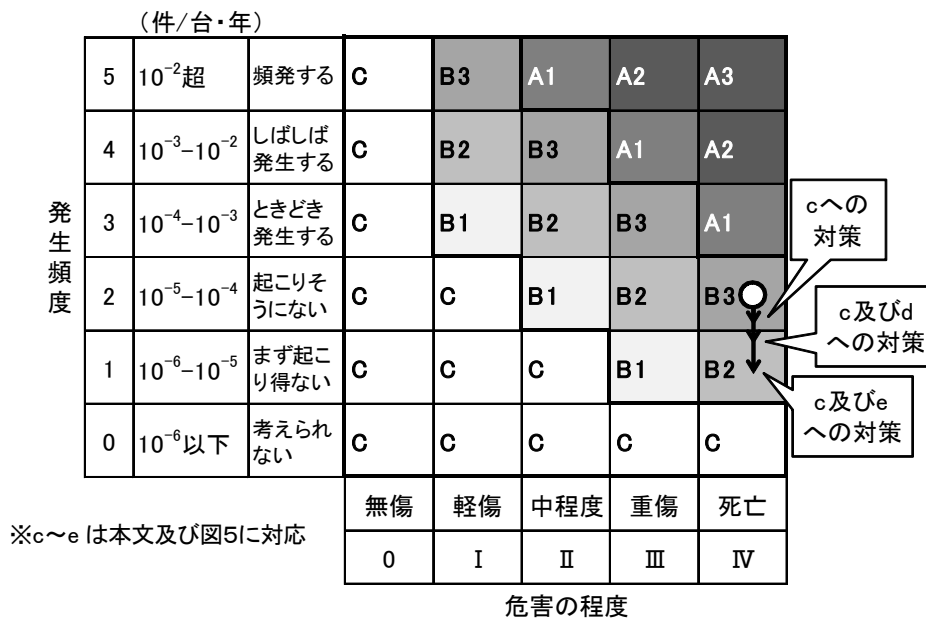 (件/台・年)
5 10⁻²超 頻発する C B3 A1 A2 A3
4 10⁻³−10⁻² しばしば
発生する C B2 B3 A1 A2
3 10⁻⁴−10⁻³ ときどき
発生する C B1 B2 B3 A1
2 10⁻⁵−10⁻⁴ 起こりそ
うにない C C B1 B2 B3
1 10⁻⁶−10⁻⁵ まず起こ
り得ない C C C B1 B2
0 10⁻⁶以下 考えられ
ない C C C C C
発生頻度
cへの
対策
c及びd
への対策
c及びe
への対策
無傷 軽傷 中程度 重傷 死亡
0 Ⅰ Ⅱ Ⅲ Ⅳ
危害の程度
※c～e は本文及び図5に対応